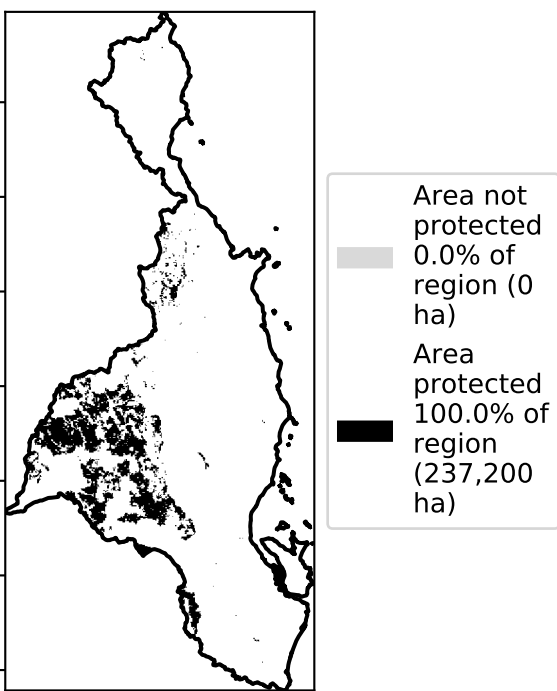 Area not
protected
0.0% of
region (0
ha)
Area
protected
100.0% of
region
(237,200
ha)